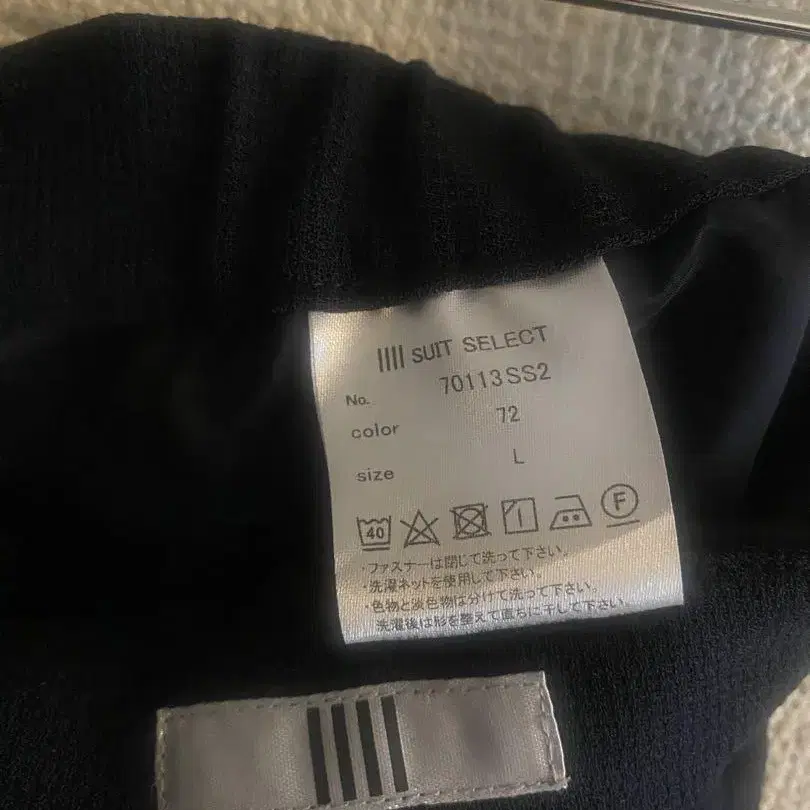 SUIT SELECT
No. 70113SS2
color 72
size L
40 F
・ファスナーは閉じて洗って下さい。
・洗濯ネットを使用して下さい。
・色物と淡色物は分けて洗って下さい。
洗濯後は形を整えて直ちに干して下さい。